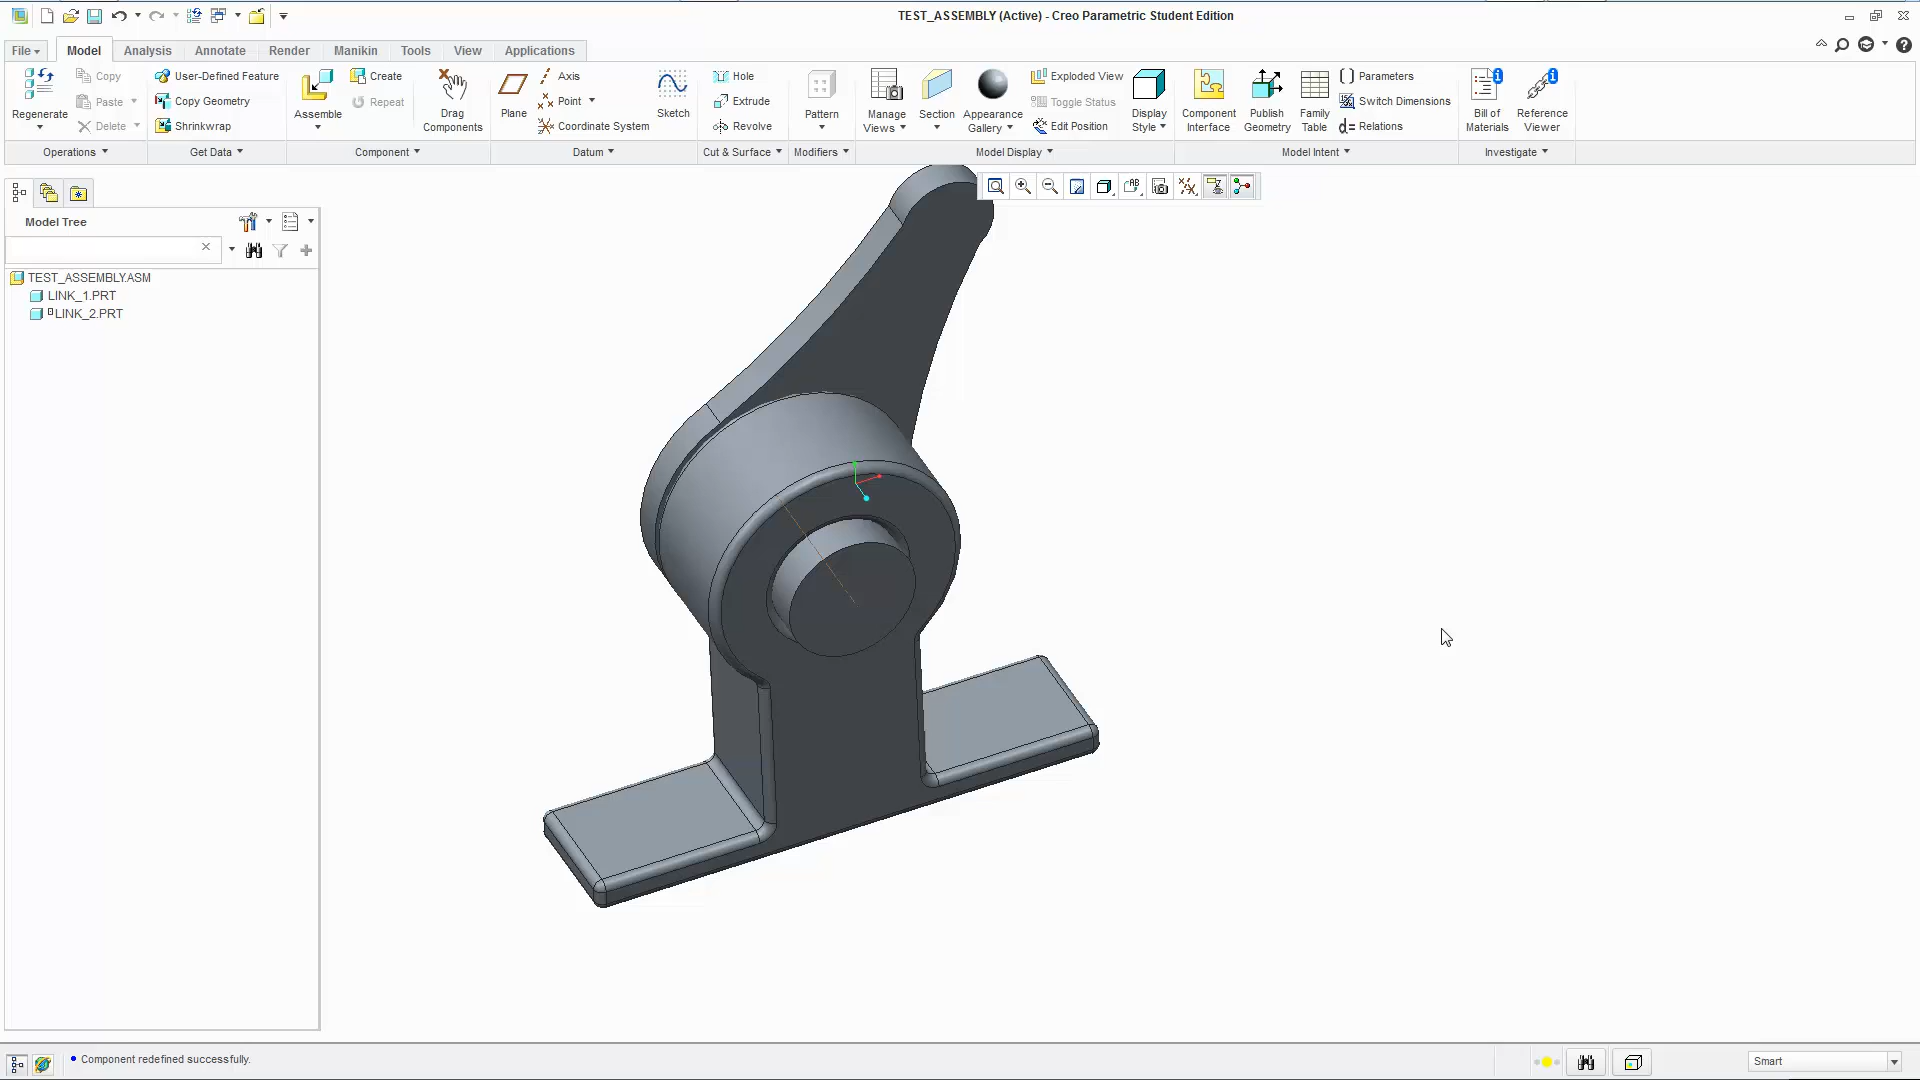 TEST_ASSEMBLY (Active) - Creo Parametric Student Edition
File Model Analysis Annotate Render Manikin Tools View Applications
Regenerate
Copy
Paste
Delete
Operations
User-Defined Feature
Copy Geometry
Shrinkwrap
Get Data
Assemble
Create
Repeat
Drag
Components
Component
Plane
Axis
Point
Coordinate System
Sketch
Datum
Hole
Extrude
Revolve
Cut & Surface
Pattern
Modifiers
Manage
Views
Section
Appearance
Gallery
Exploded View
Toggle Status
Edit Position
Display
Style
Model Display
Component
Interface
Publish
Geometry
Family
Table
Parameters
Switch Dimensions
d= Relations
Model Intent
Bill of
Materials
Reference
Viewer
Investigate
Model Tree
TEST_ASSEMBLY.ASM
LINK_1.PRT
LINK_2.PRT
Component redefined successfully.
Smart